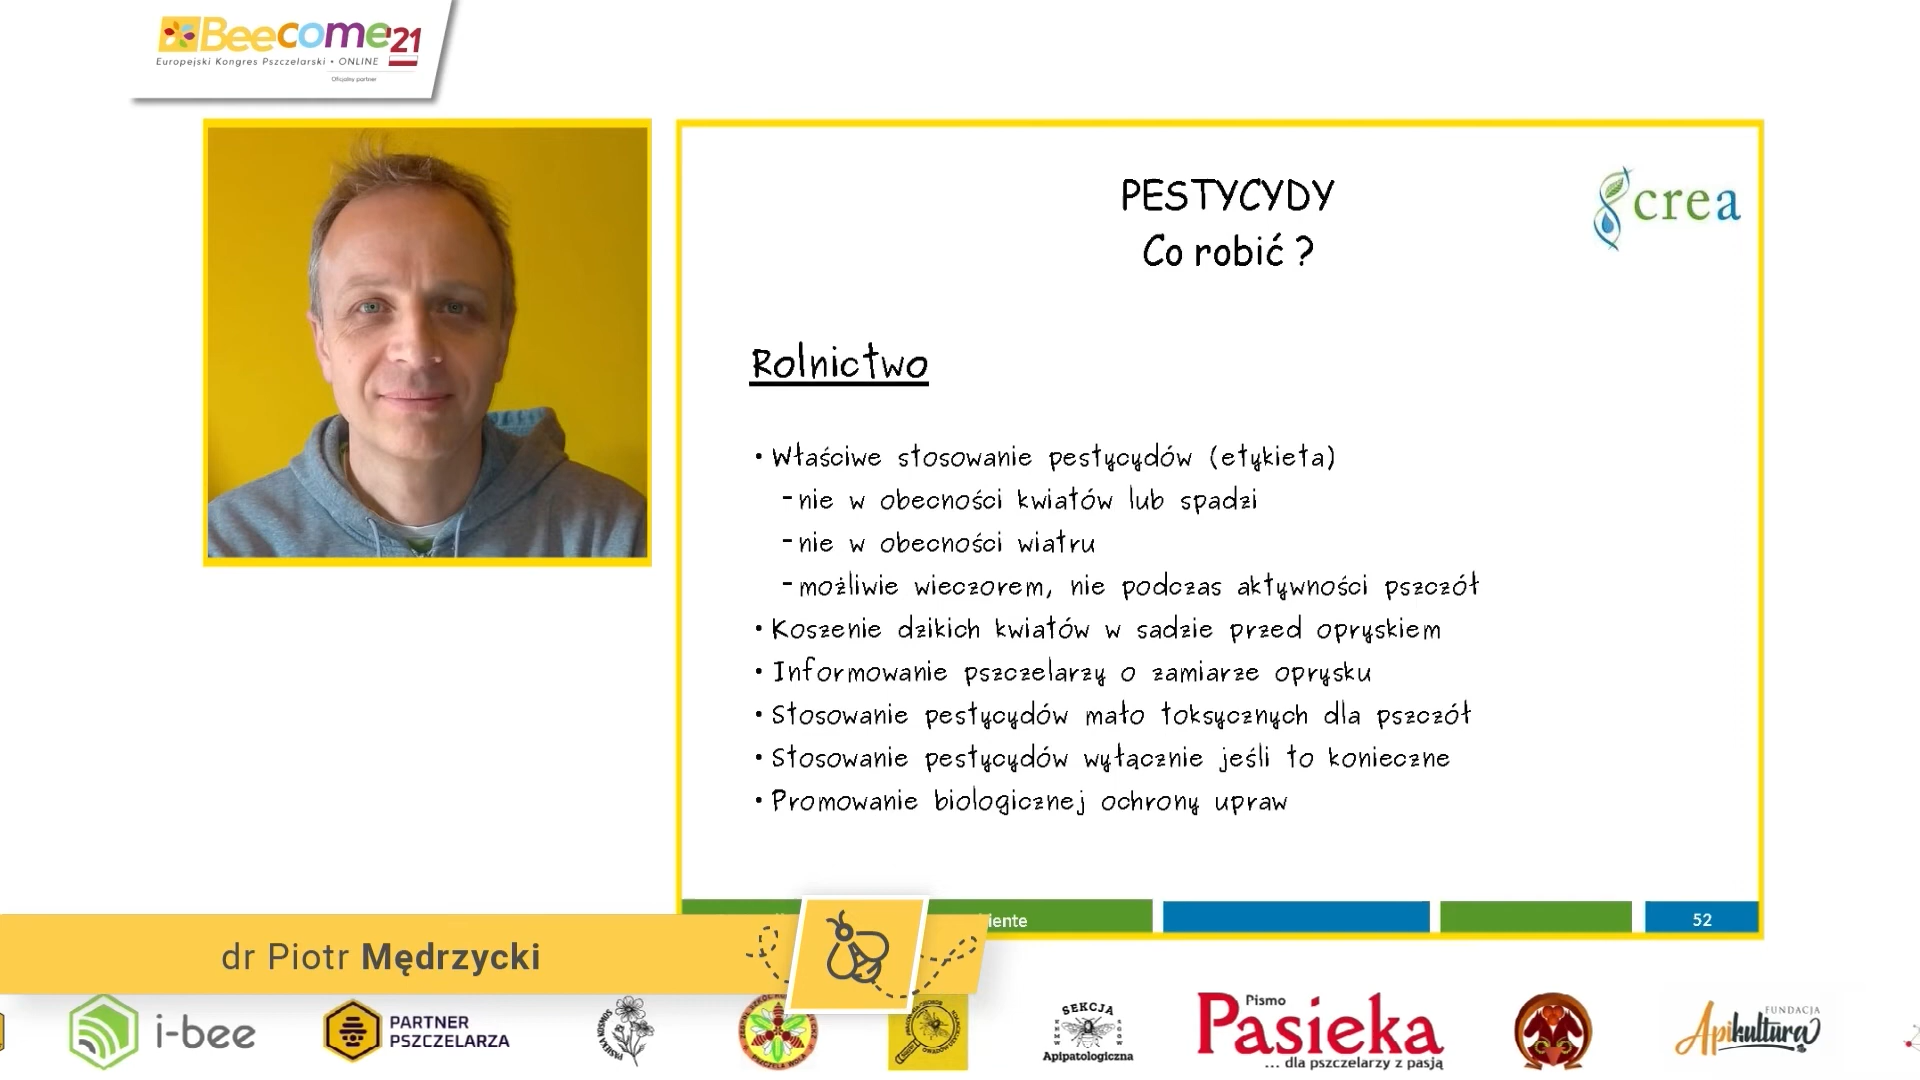 Beecome'21
Europejski Kongres Pszczelarski • ONLINE
Oficjalny partner
PESTYCYDY
Co robić ?
crea
Rolnictwo
• Właściwe stosowanie pestycydów (etykieta)
- nie w obecności kwiatów lub spadzi
- nie w obecności wiatru
- możliwie wieczorem, nie podczas aktywności pszczół
• Koszenie dzikich kwiatów w sadzie przed opryskiem
• Informowanie pszczelarzy o zamiarze oprysku
• Stosowanie pestycydów mało toksycznych dla pszczół
• Stosowanie pestycydów wyłącznie jeśli to konieczne
• Promowanie biologicznej ochrony upraw
iente
52
dr Piotr Mędrzycki
i-bee
PARTNER
PSZCZELARZA
SEKCJA
Apipatologiczna
Pismo
Pasieka
... dla pszczelarzy z pasją
FUNDACJA
Apikultura